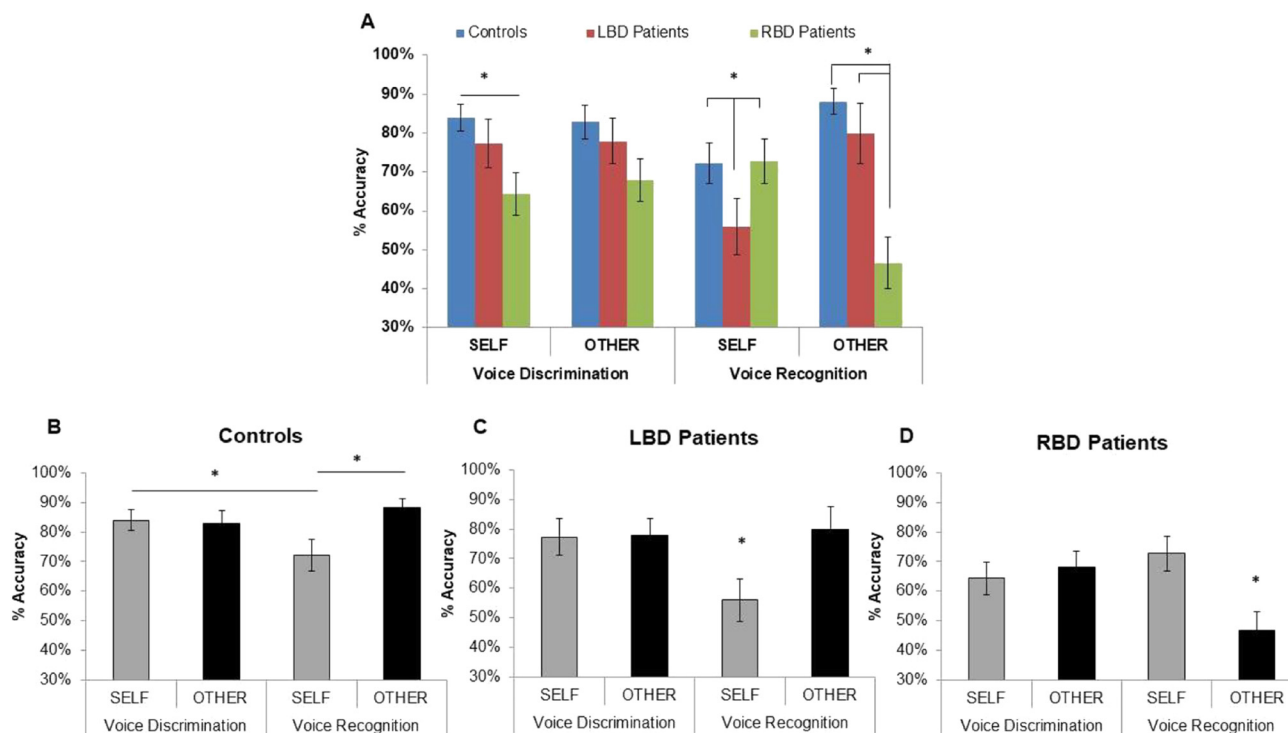 A
Controls LBD Patients RBD Patients
100%
90%
80%
70%
60%
50%
40%
30%
% Accuracy
*
*
*
SELF OTHER SELF OTHER
Voice Discrimination Voice Recognition
B
Controls
100%
90%
80%
70%
60%
50%
40%
30%
% Accuracy
*
*
SELF OTHER SELF OTHER
Voice Discrimination Voice Recognition
C
LBD Patients
100%
90%
80%
70%
60%
50%
40%
30%
% Accuracy
*
SELF OTHER SELF OTHER
Voice Discrimination Voice Recognition
D
RBD Patients
100%
90%
80%
70%
60%
50%
40%
30%
% Accuracy
*
SELF OTHER SELF OTHER
Voice Discrimination Voice Recognition